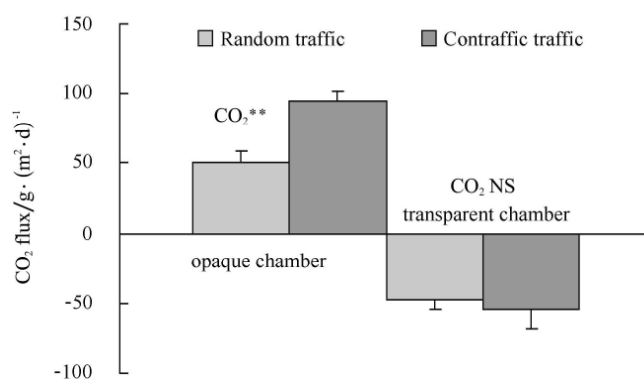 150
Random traffic
Contraffic traffic
100
CO₂**
50
CO₂ NS
transparent chamber
0
opaque chamber
-50
-100
CO₂ flux/g· (m²·d)⁻¹